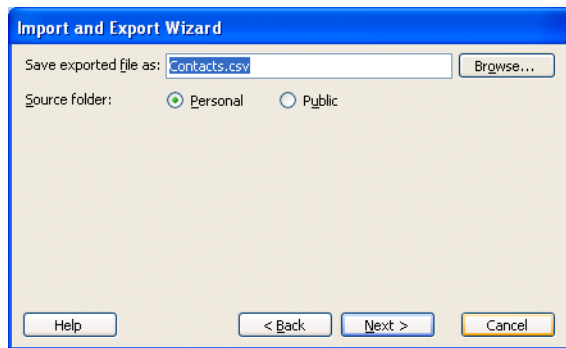 Import and Export Wizard
Save exported file as: Contacts.csv Browse...
Source folder: Personal Public
Help < Back Next > Cancel